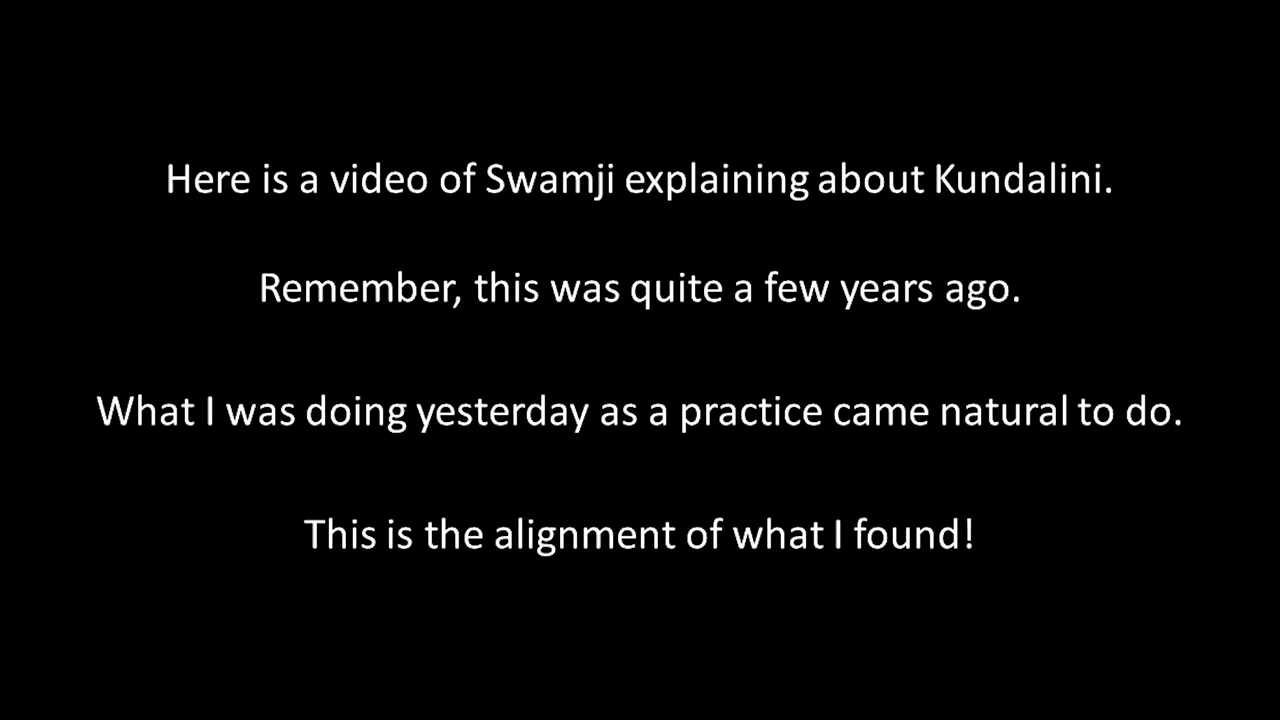 Here is a video of Swamji explaining about Kundalini.
Remember, this was quite a few years ago.
What I was doing yesterday as a practice came natural to do.
This is the alignment of what I found!